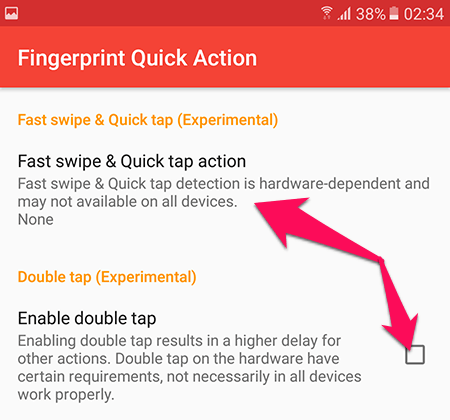 38% 02:34
Fingerprint Quick Action
Fast swipe & Quick tap (Experimental)
Fast swipe & Quick tap action
Fast swipe & Quick tap detection is hardware-dependent and
may not available on all devices.
None
Double tap (Experimental)
Enable double tap
Enabling double tap results in a higher delay for
other actions. Double tap on the hardware have
certain requirements, not necessarily in all devices
work properly.